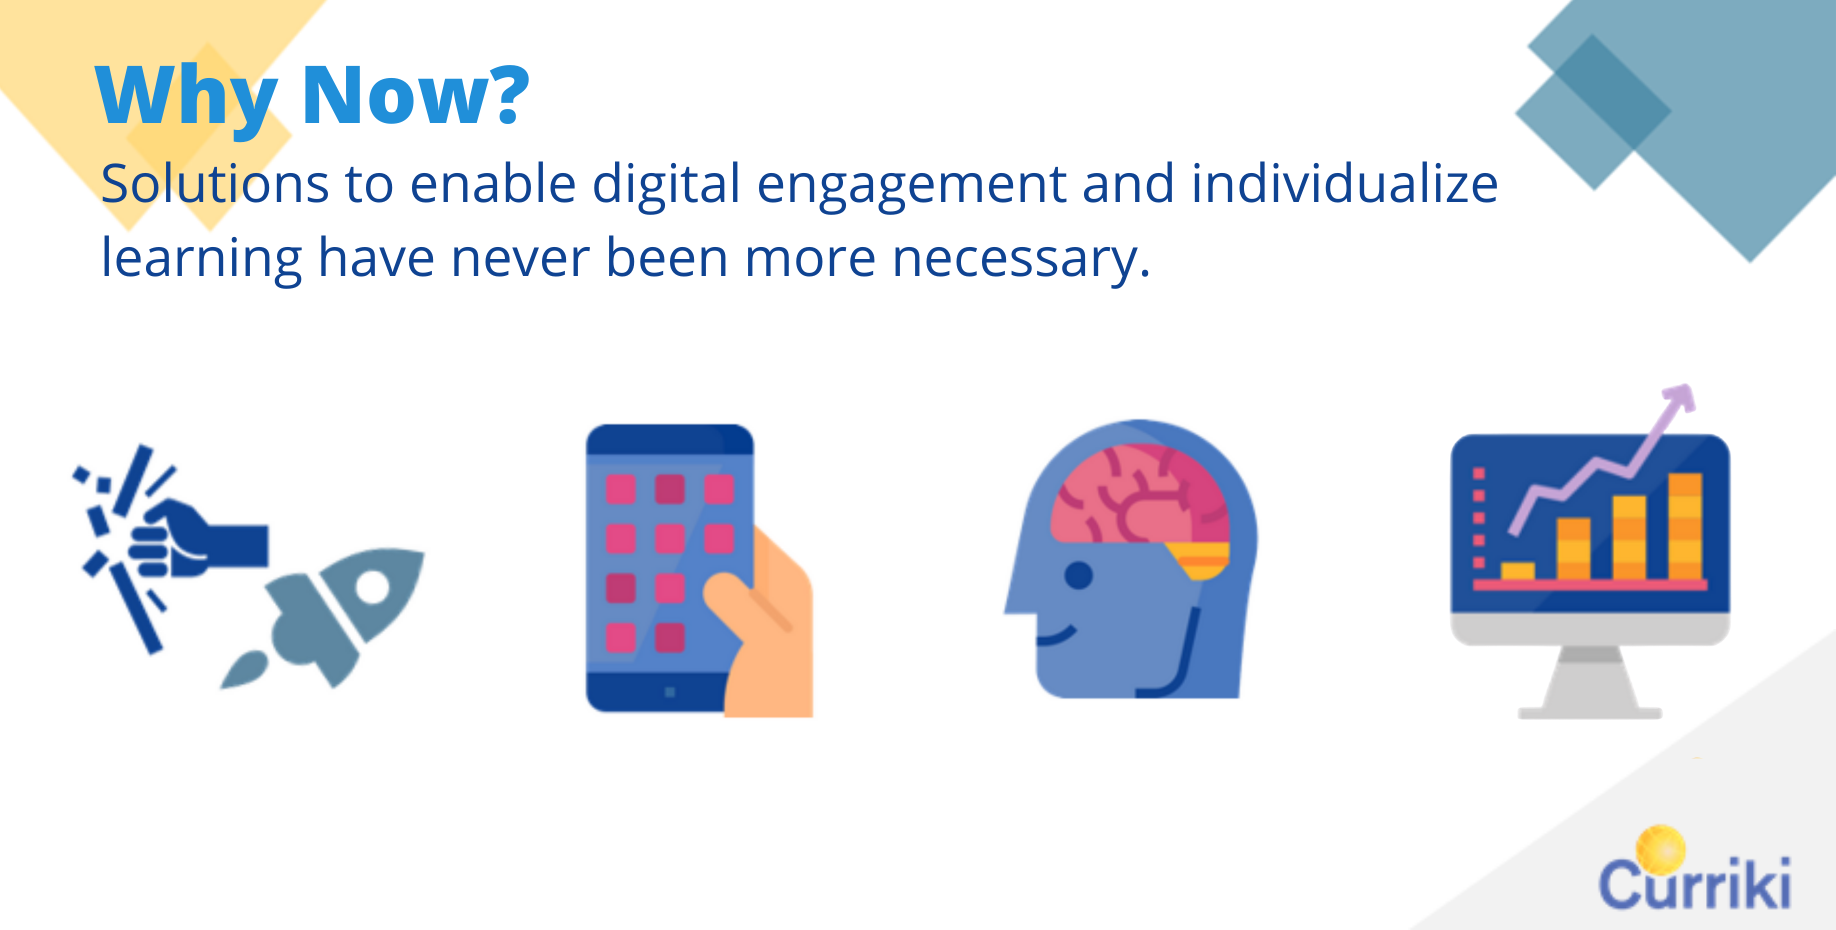 Why Now?
Solutions to enable digital engagement and individualize
learning have never been more necessary.
Curriki